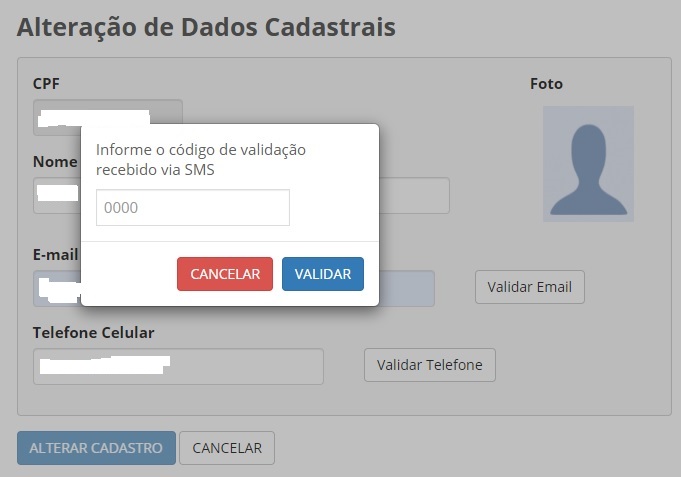 Alteração de Dados Cadastrais
CPF
Foto
Informe o código de validação
recebido via SMS
Nome
0000
E-mail
CANCELAR
VALIDAR
Validar Email
Telefone Celular
Validar Telefone
ALTERAR CADASTRO
CANCELAR